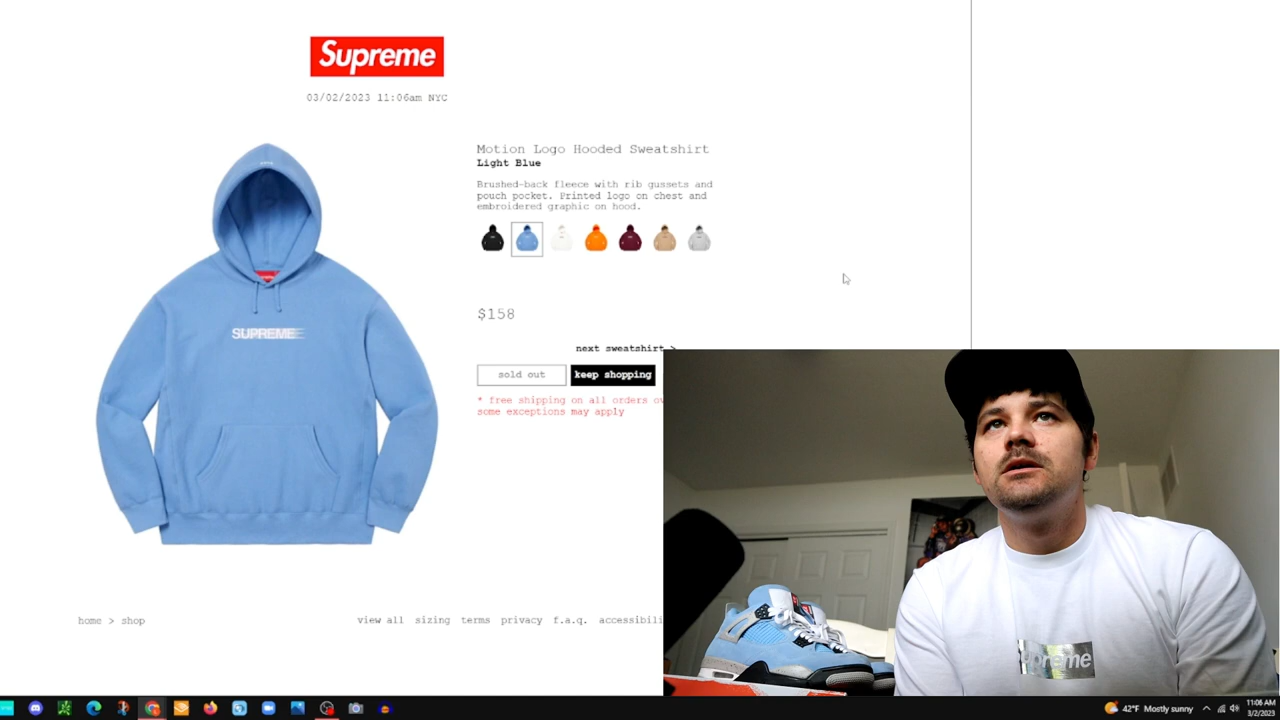 Supreme
03/02/2023 11:06am NYC
Motion Logo Hooded Sweatshirt
Light Blue
Brushed-back fleece with rib gussets and
pouch pocket. Printed logo on chest and
embroidered graphic on hood.
SUPREME
$158
next sweatshirt >
sold out
keep shopping
* free shipping on all orders ov
some exceptions may apply
home > shop
view all sizing terms privacy f.a.q. accessibili
Supreme
42°F Mostly sunny
11:06 AM
3/2/2023